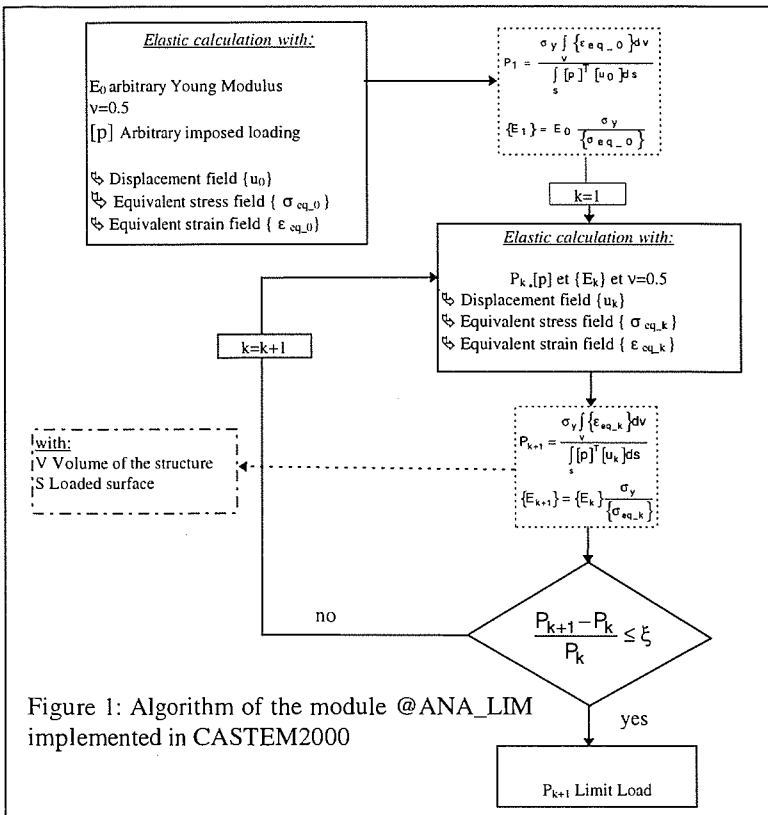 Elastic calculation with:
E₀ arbitrary Young Modulus
ν=0.5
[p] Arbitrary imposed loading
↳ Displacement field {u₀}
↳ Equivalent stress field { σ eq_0 }
↳ Equivalent strain field { ε eq_0}
P₁ = σ y ∫ v {ε eq_0} dv / ∫ s [p]ᵀ [u₀] ds
{E₁} = E₀ σ y / {σ eq_0}
k=1
Elastic calculation with:
Pₖ.[p] et {Eₖ} et ν=0.5
↳ Displacement field {uₖ}
↳ Equivalent stress field { σ eq_k}
↳ Equivalent strain field { ε eq_k}
k=k+1
with:
V Volume of the structure
S Loaded surface
Pₖ₊₁ = σ y ∫ v {ε eq_k} dv / ∫ s [p]ᵀ [uₖ] ds
{Eₖ₊₁} = {Eₖ} σ y / {σ eq_k}
no
Pₖ₊₁ − Pₖ / Pₖ ≤ ξ
yes
Figure 1: Algorithm of the module @ANA_LIM
implemented in CASTEM2000
Pₖ₊₁ Limit Load